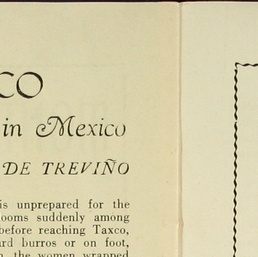 CO
in Mexico
DE TREVIÑO
is unprepared for the
ooms suddenly among
before reaching Taxco,
ard burros or on foot,
the women wrapped